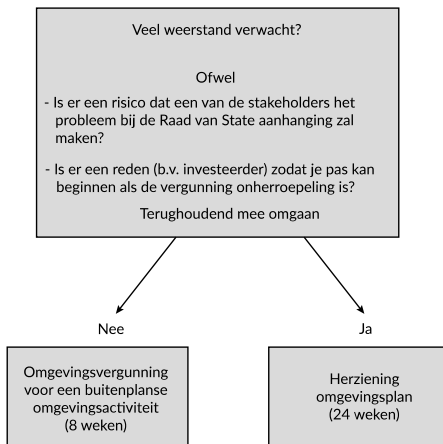 Veel weerstand verwacht?
Ofwel
- Is er een risico dat een van de stakeholders het
probleem bij de Raad van State aanhanging zal
maken?
- Is er een reden (b.v. investeerder) zodat je pas kan
beginnen als de vergunning onherroepeling is?
Terughoudend mee omgaan
Nee
Ja
Omgevingsvergunning
voor een buitenplanse
omgevingsactiviteit
(8 weken)
Herziening
omgevingsplan
(24 weken)